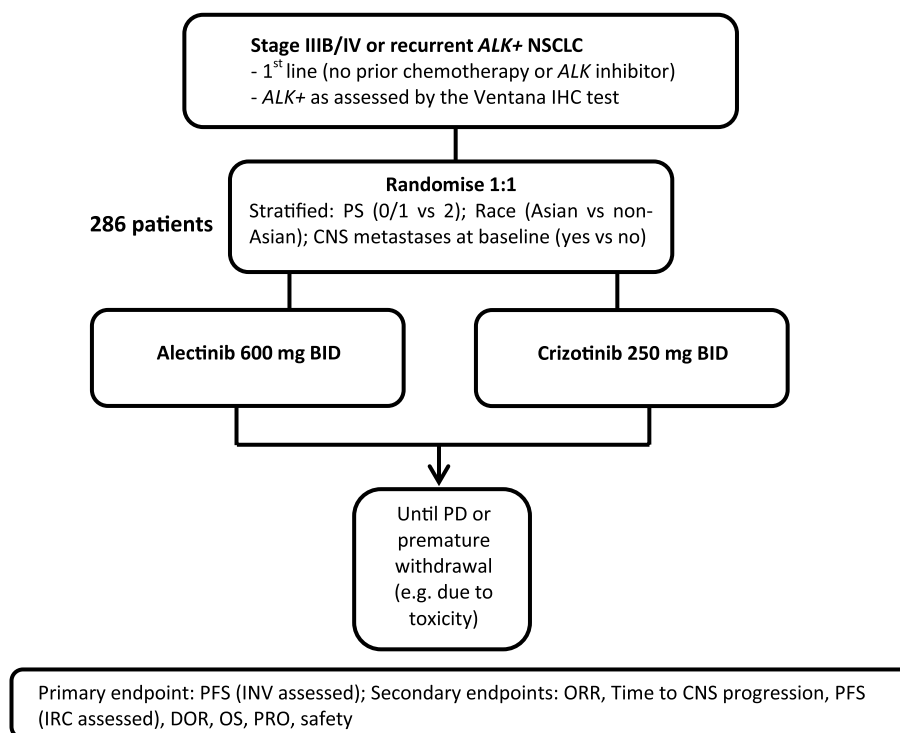 Stage IIIB/IV or recurrent ALK+ NSCLC
- 1st line (no prior chemotherapy or ALK inhibitor)
- ALK+ as assessed by the Ventana IHC test
Randomise 1:1
286 patients
Stratified: PS (0/1 vs 2); Race (Asian vs non-
Asian); CNS metastases at baseline (yes vs no)
Alectinib 600 mg BID
Crizotinib 250 mg BID
Until PD or
premature
withdrawal
(e.g. due to
toxicity)
Primary endpoint: PFS (INV assessed); Secondary endpoints: ORR, Time to CNS progression, PFS
(IRC assessed), DOR, OS, PRO, safety